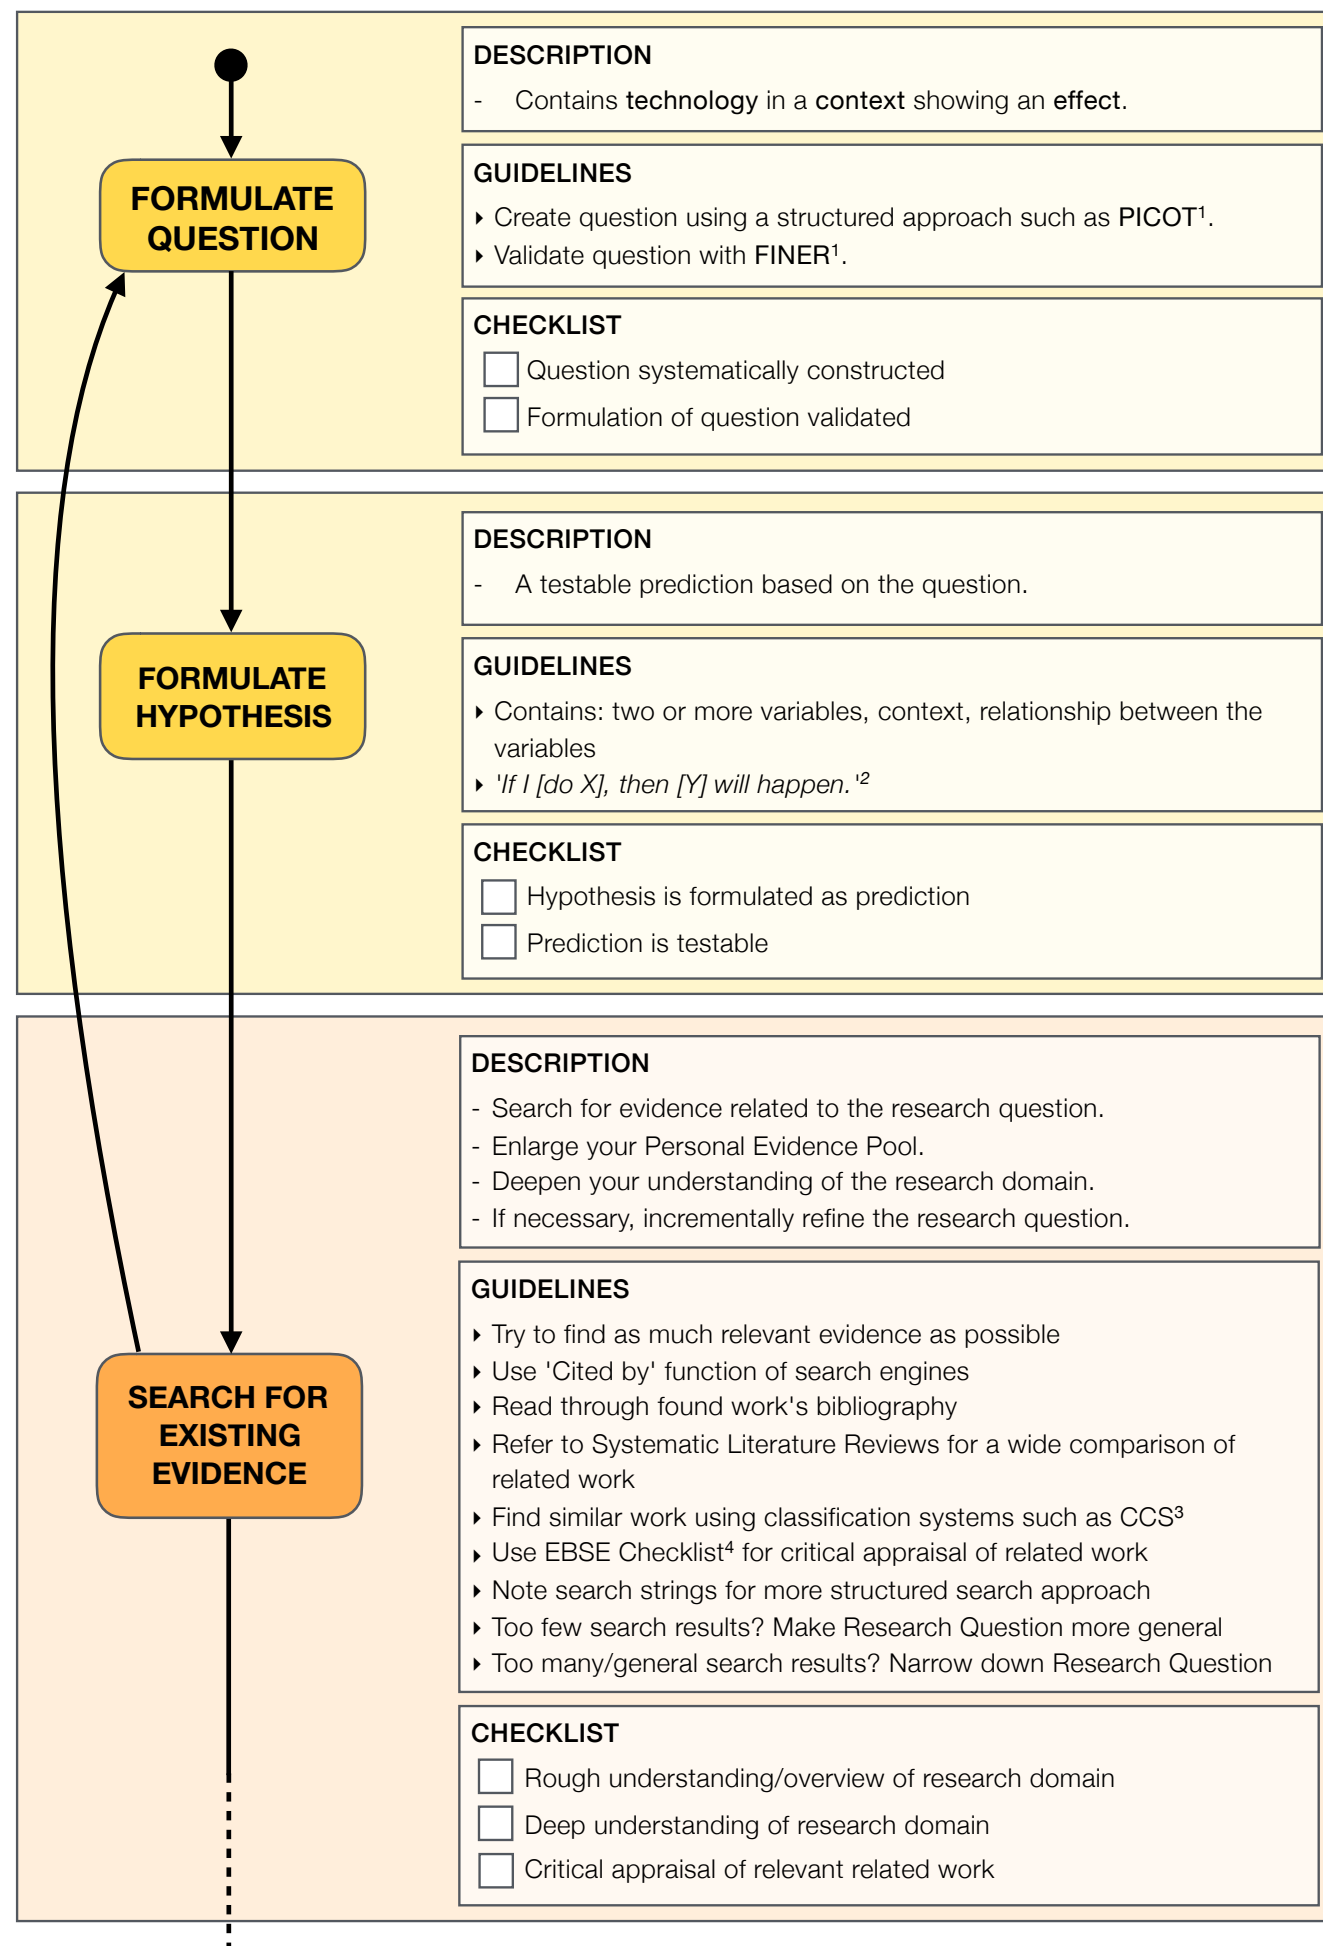 FORMULATE
QUESTION
DESCRIPTION
- Contains technology in a context showing an effect.
GUIDELINES
‣ Create question using a structured approach such as PICOT¹.
‣ Validate question with FINER¹.
CHECKLIST
Question systematically constructed
Formulation of question validated
FORMULATE
HYPOTHESIS
DESCRIPTION
- A testable prediction based on the question.
GUIDELINES
‣ Contains: two or more variables, context, relationship between the
variables
‣ 'If I [do X], then [Y] will happen.'²
CHECKLIST
Hypothesis is formulated as prediction
Prediction is testable
SEARCH FOR
EXISTING
EVIDENCE
DESCRIPTION
- Search for evidence related to the research question.
- Enlarge your Personal Evidence Pool.
- Deepen your understanding of the research domain.
- If necessary, incrementally refine the research question.
GUIDELINES
‣ Try to find as much relevant evidence as possible
‣ Use 'Cited by' function of search engines
‣ Read through found work's bibliography
‣ Refer to Systematic Literature Reviews for a wide comparison of
related work
‣ Find similar work using classification systems such as CCS³
‣ Use EBSE Checklist⁴ for critical appraisal of related work
‣ Note search strings for more structured search approach
‣ Too few search results? Make Research Question more general
‣ Too many/general search results? Narrow down Research Question
CHECKLIST
Rough understanding/overview of research domain
Deep understanding of research domain
Critical appraisal of relevant related work